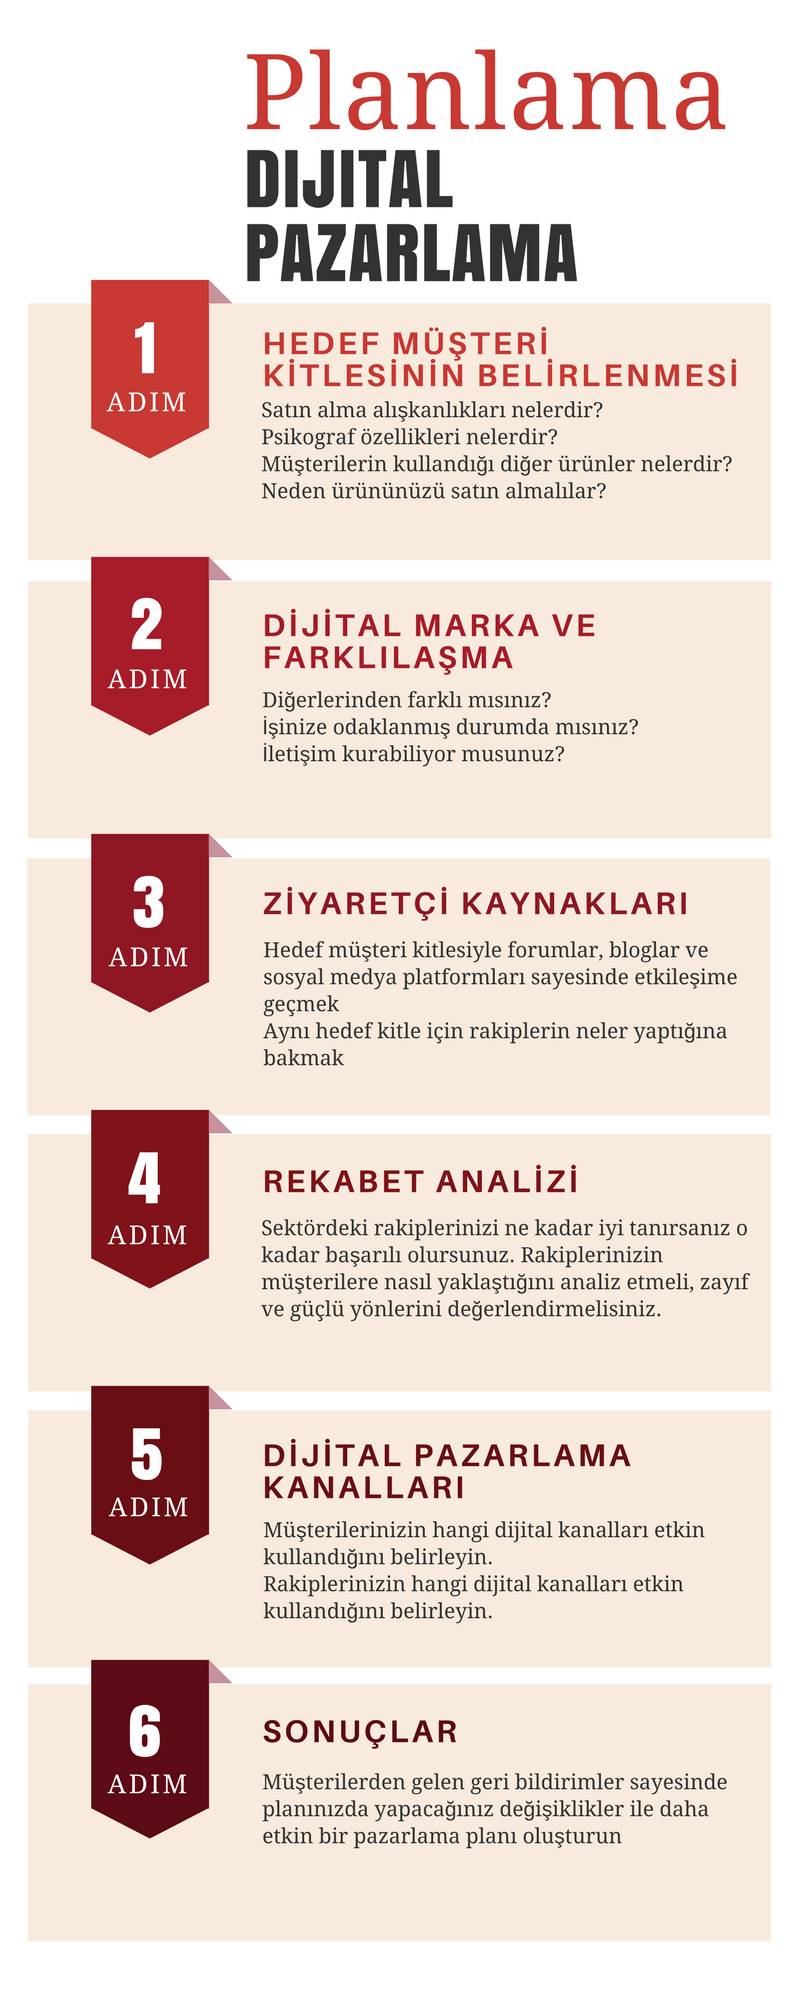 Planlama
DIJITAL
PAZARLAMA
1
ADIM
HEDEF MÜŞTERİ
KİTLESİNİN BELİRLENMESİ
Satın alma alışkanlıkları nelerdir?
Psikograf özellikleri nelerdir?
Müşterilerin kullandığı diğer ürünler nelerdir?
Neden ürününüzü satın almalılar?
2
ADIM
DİJİTAL MARKA VE
FARKLILAŞMA
Diğerlerinden farklı mısınız?
İşinize odaklanmış durumda mısınız?
İletişim kurabiliyor musunuz?
3
ADIM
ZİYARETÇİ KAYNAKLARI
Hedef müşteri kitlesiyle forumlar, bloglar ve
sosyal medya platformları sayesinde etkileşime
geçmek
Aynı hedef kitle için rakiplerin neler yaptığına
bakmak
4
ADIM
REKABET ANALİZİ
Sektördeki rakiplerinizi ne kadar iyi tanırsanız o
kadar başarılı olursunuz. Rakiplerinizin
müşterilere nasıl yaklaştığını analiz etmeli, zayıf
ve güçlü yönlerini değerlendirmelisiniz.
5
ADIM
DİJİTAL PAZARLAMA
KANALLARI
Müşterilerinizin hangi dijital kanalları etkin
kullandığını belirleyin.
Rakiplerinizin hangi dijital kanalları etkin
kullandığını belirleyin.
6
ADIM
SONUÇLAR
Müşterilerden gelen geri bildirimler sayesinde
planınızda yapacağınız değişiklikler ile daha
etkin bir pazarlama planı oluşturun